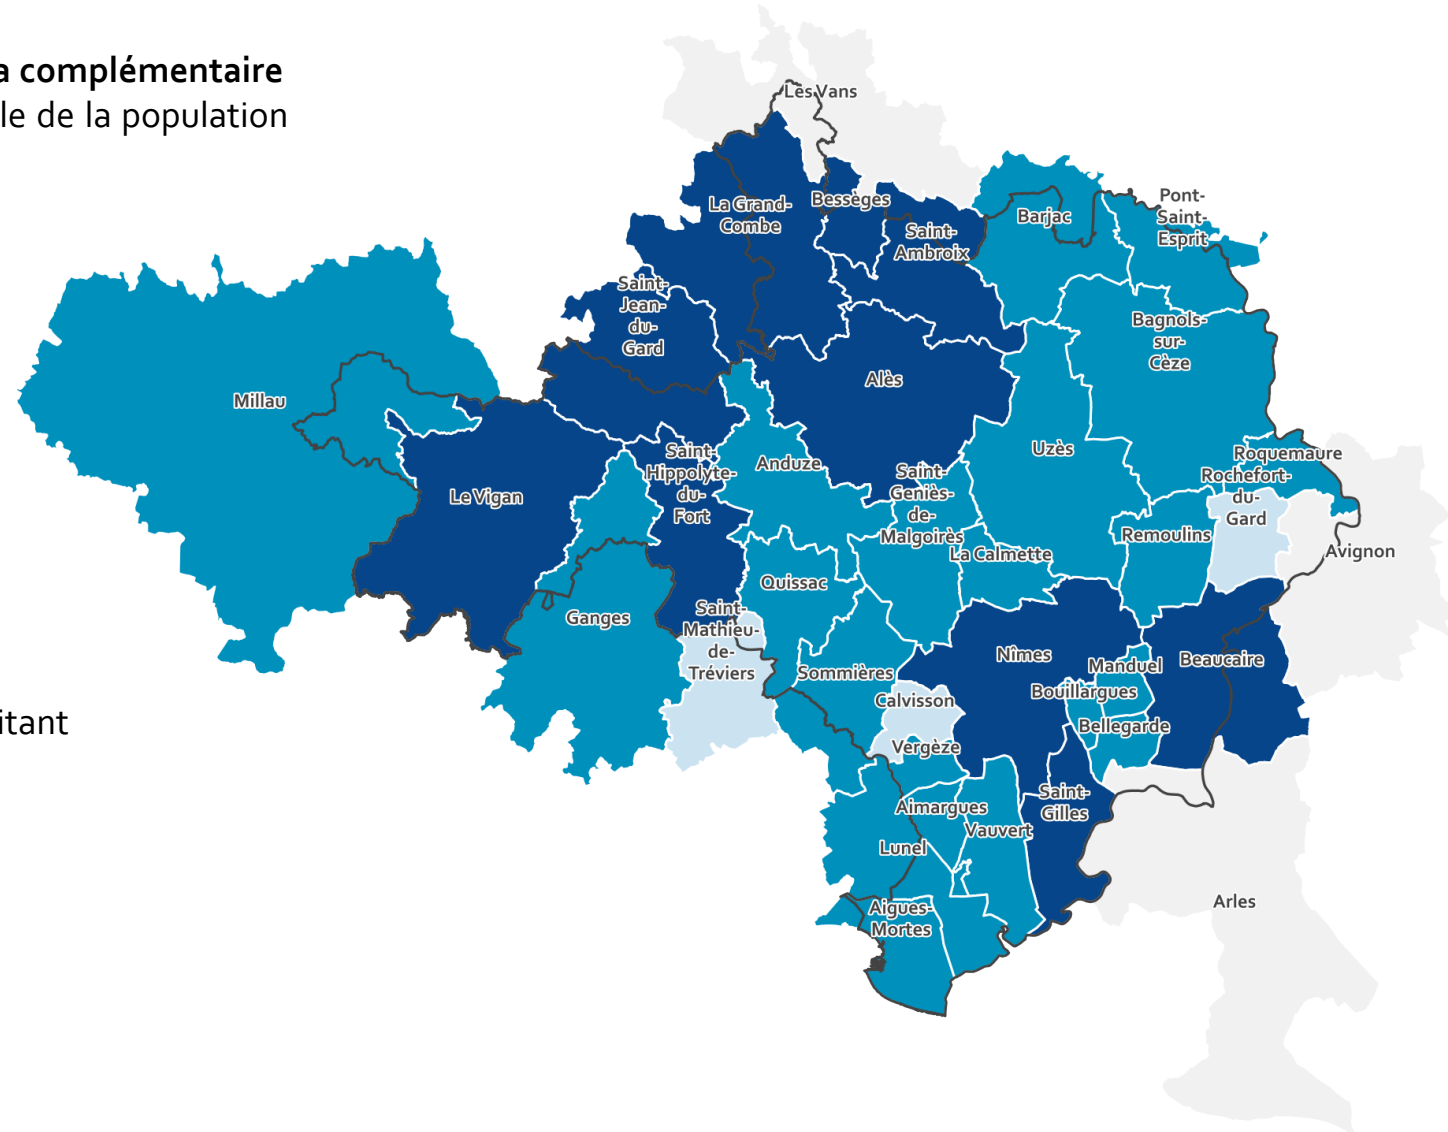 a complémentaire
le de la population
Les Vans
La Grand-
Combe
Bessèges
Saint-
Ambroix
Barjac
Pont-
Saint-
Esprit
Saint-
Jean-
du-
Gard
Bagnols-
sur-
Cèze
Alès
Millau
Le Vigan
Saint-
Hippolyte-
du-
Fort
Anduze
Saint-
Geniès-
de-
Malgoirès
Uzès
Roquemaure
Rochefort-
du-
Gard
Remoulins
Avignon
La Calmette
Quissac
Ganges
Saint-
Mathieu-
de-
Tréviers
Sommières
Nîmes
Manduel
Beaucaire
Bouillargues
Calvisson
Bellegarde
itant
Vergèze
Aimargues
Saint-
Gilles
Vauvert
Lunel
Aigues-
Mortes
Arles